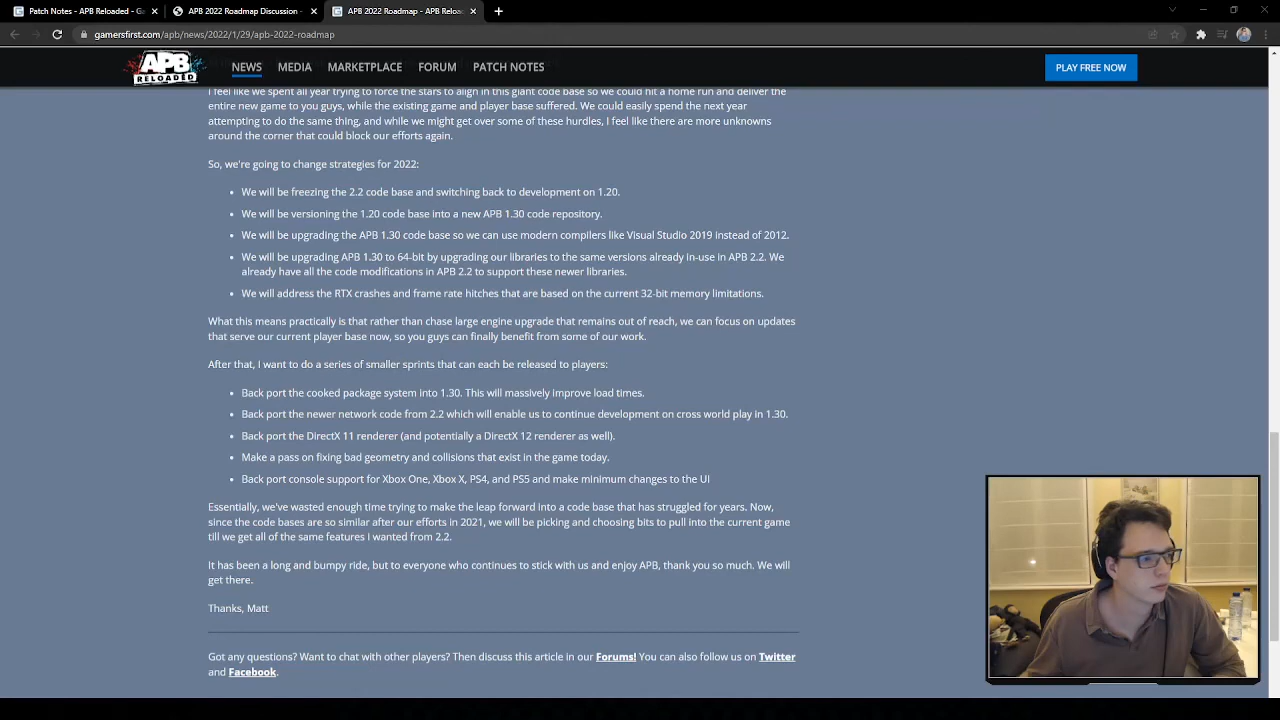 Patch Notes - APB Reloaded - Ga
APB 2022 Roadmap Discussion -
APB 2022 Roadmap - APB Reloa
gamersfirst.com/apb/news/2022/1/29/apb-2022-roadmap
APB RELOADED
NEWS MEDIA MARKETPLACE FORUM PATCH NOTES
PLAY FREE NOW
I feel like we spent all year trying to force the stars to align in this giant code base so we could hit a home run and deliver the
entire new game to you guys, while the existing game and player base suffered. We could easily spend the next year
attempting to do the same thing, and while we might get over some of these hurdles, I feel like there are more unknowns
around the corner that could block our efforts again.
So, we're going to change strategies for 2022:
• We will be freezing the 2.2 code base and switching back to development on 1.20.
• We will be versioning the 1.20 code base into a new APB 1.30 code repository.
• We will be upgrading the APB 1.30 code base so we can use modern compilers like Visual Studio 2019 instead of 2012.
• We will be upgrading APB 1.30 to 64-bit by upgrading our libraries to the same versions already in-use in APB 2.2. We
already have all the code modifications in APB 2.2 to support these newer libraries.
• We will address the RTX crashes and frame rate hitches that are based on the current 32-bit memory limitations.
What this means practically is that rather than chase large engine upgrade that remains out of reach, we can focus on updates
that serve our current player base now, so you guys can finally benefit from some of our work.
After that, I want to do a series of smaller sprints that can each be released to players:
• Back port the cooked package system into 1.30. This will massively improve load times.
• Back port the newer network code from 2.2 which will enable us to continue development on cross world play in 1.30.
• Back port the DirectX 11 renderer (and potentially a DirectX 12 renderer as well).
• Make a pass on fixing bad geometry and collisions that exist in the game today.
• Back port console support for Xbox One, Xbox X, PS4, and PS5 and make minimum changes to the UI
Essentially, we've wasted enough time trying to make the leap forward into a code base that has struggled for years. Now,
since the code bases are so similar after our efforts in 2021, we will be picking and choosing bits to pull into the current game
till we get all of the same features I wanted from 2.2.
It has been a long and bumpy ride, but to everyone who continues to stick with us and enjoy APB, thank you so much. We will
get there.
Thanks, Matt
Got any questions? Want to chat with other players? Then discuss this article in our Forums! You can also follow us on Twitter
and Facebook.